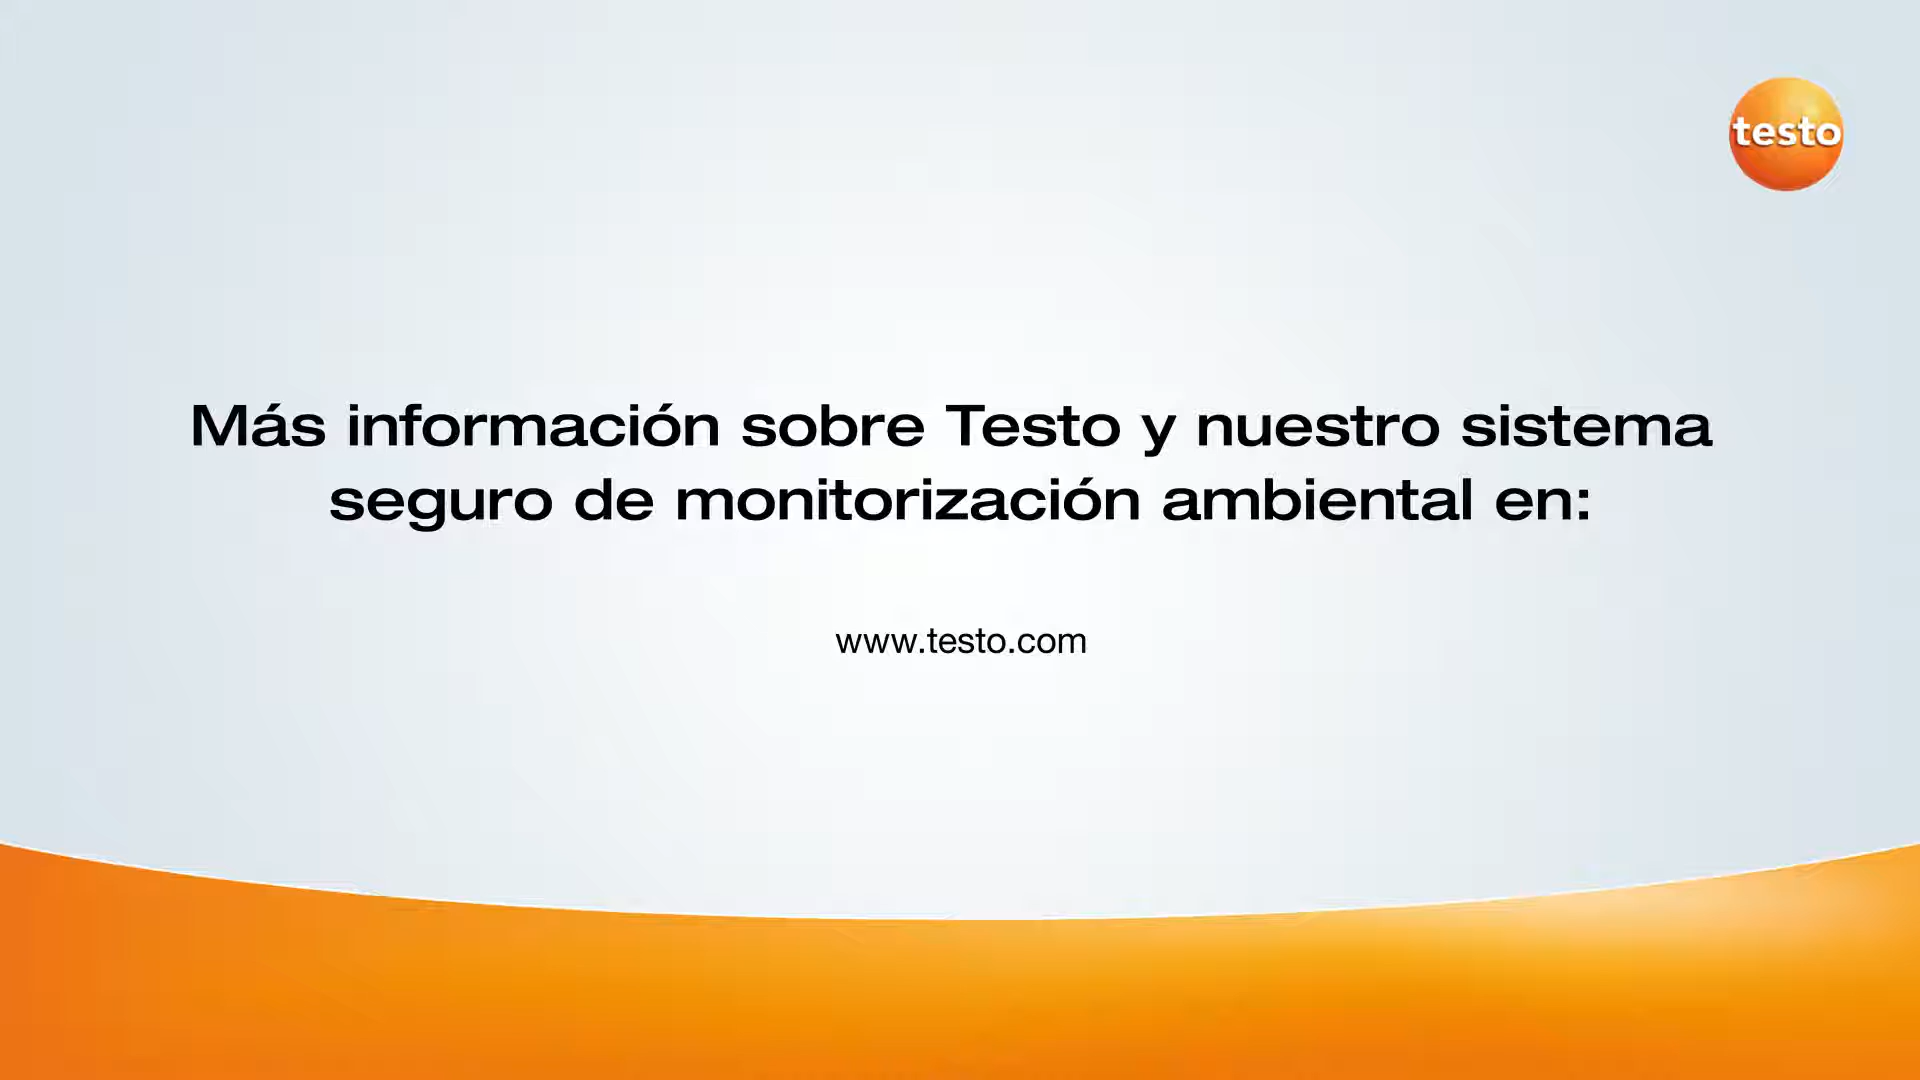 testo
Más información sobre Testo y nuestro sistema
seguro de monitorización ambiental en:
www.testo.com